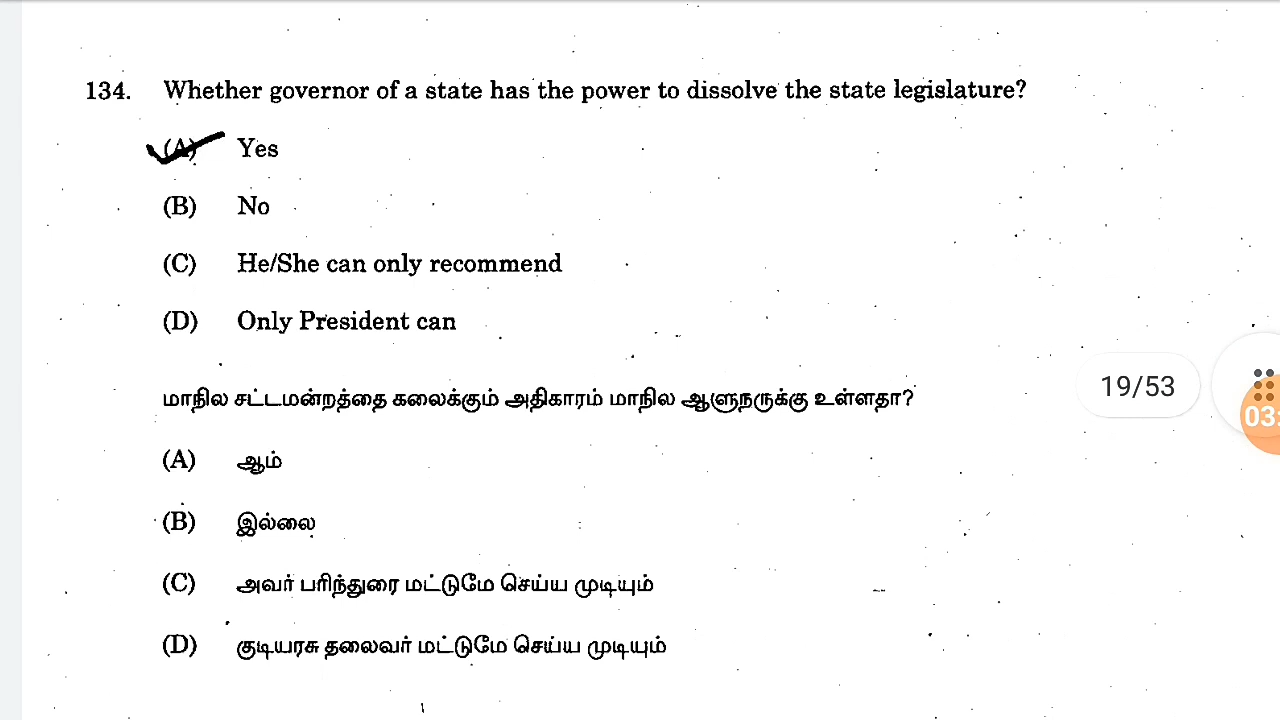 134. Whether governor of a state has the power to dissolve the state legislature?
(A) Yes
(B) No
(C) He/She can only recommend
(D) Only President can
மாநில சட்டமன்றத்தை கலைக்கும் அதிகாரம் மாநில ஆளுநருக்கு உள்ளதா?
19/53
03:
(A) ஆம்
(B) இல்லை
(C) அவர் பரிந்துரை மட்டுமே செய்ய முடியும்
(D) குடியரசு தலைவர் மட்டுமே செய்ய முடியும்